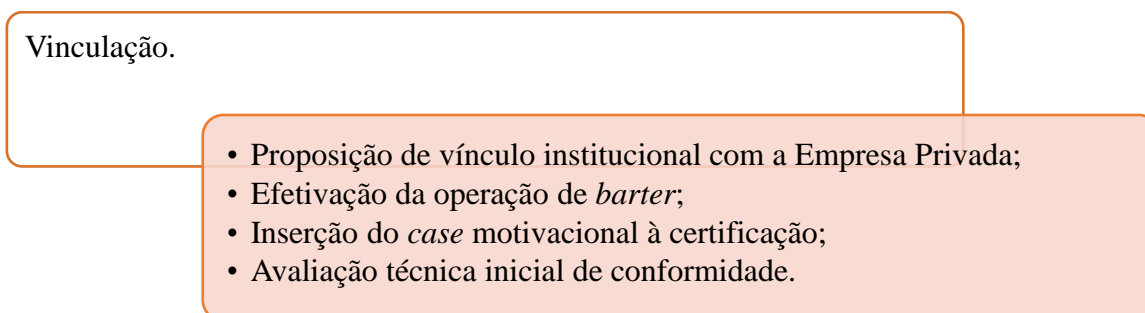 Vinculação.
• Proposição de vínculo institucional com a Empresa Privada;
• Efetivação da operação de barter;
• Inserção do case motivacional à certificação;
• Avaliação técnica inicial de conformidade.